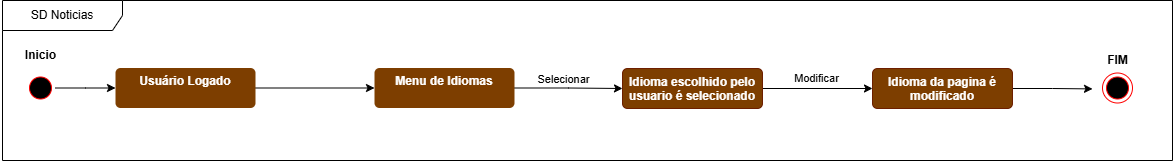 SD Noticias
Inicio
Usuário Logado
Menu de Idiomas
Selecionar
Idioma escolhido pelo
usuario é selecionado
Modificar
Idioma da pagina é
modificado
FIM